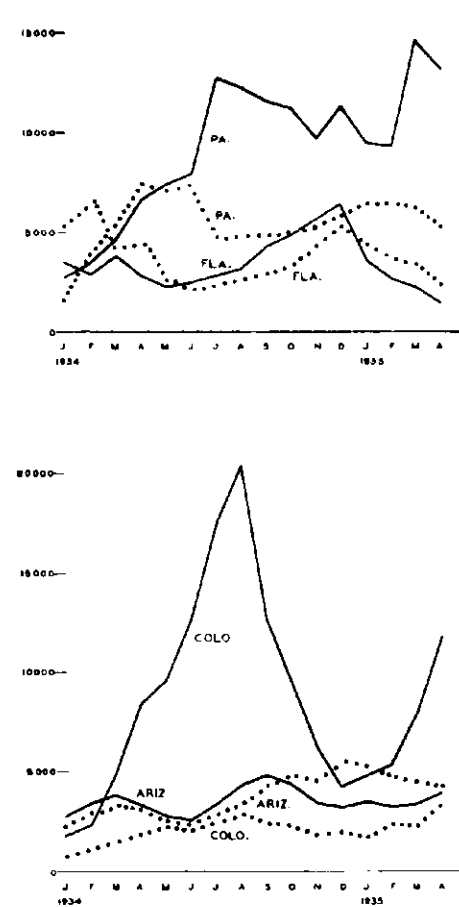 15000
10000
PA.
PA.
5000
FLA.
FLA.
0
J F M A M J J A S O N D J F M A
1934 1935
20000
15000
COLO
10000
5000
ARIZ
ARIZ.
COLO.
0
J F M A M J J A S O N D J F M A
1934 1935